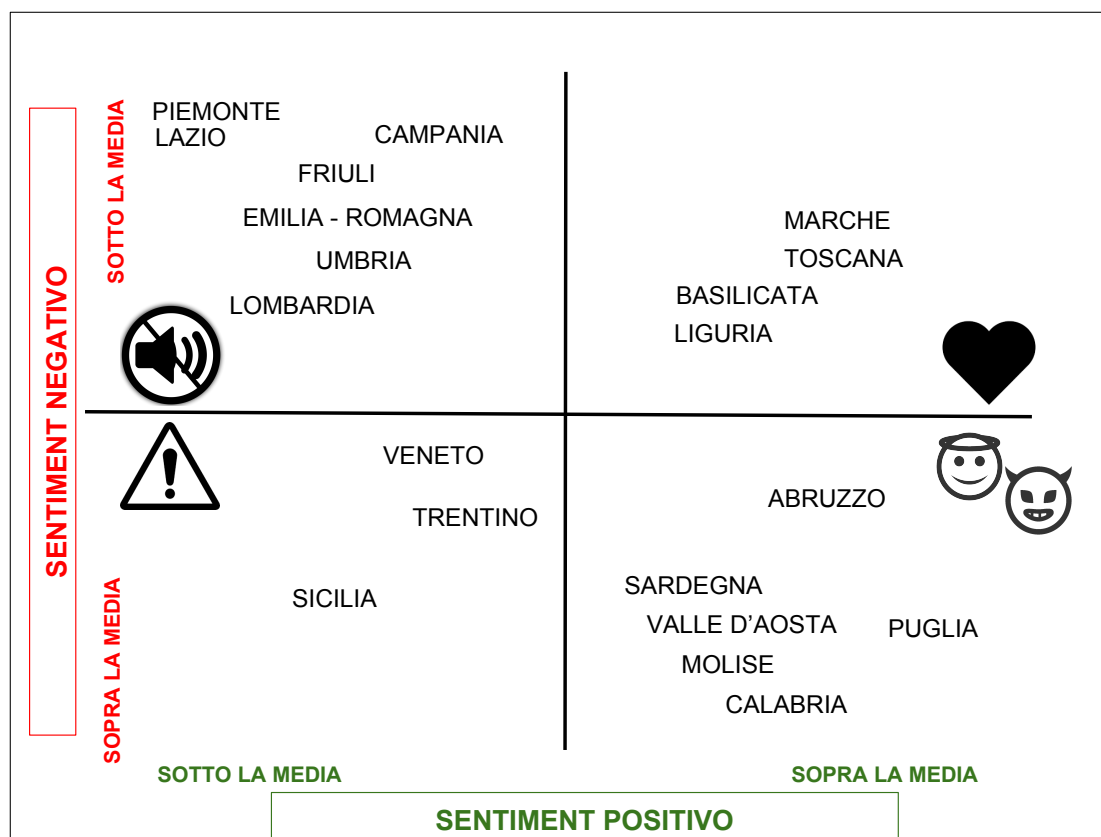 PIEMONTE
LAZIO
CAMPANIA
FRIULI
EMILIA - ROMAGNA
UMBRIA
LOMBARDIA
MARCHE
TOSCANA
BASILICATA
LIGURIA
SENTIMENT NEGATIVO
SOTTO LA MEDIA
SOPRA LA MEDIA
VENETO
TRENTINO
SICILIA
ABRUZZO
SARDEGNA
VALLE D’AOSTA
PUGLIA
MOLISE
CALABRIA
SOTTO LA MEDIA
SOPRA LA MEDIA
SENTIMENT POSITIVO